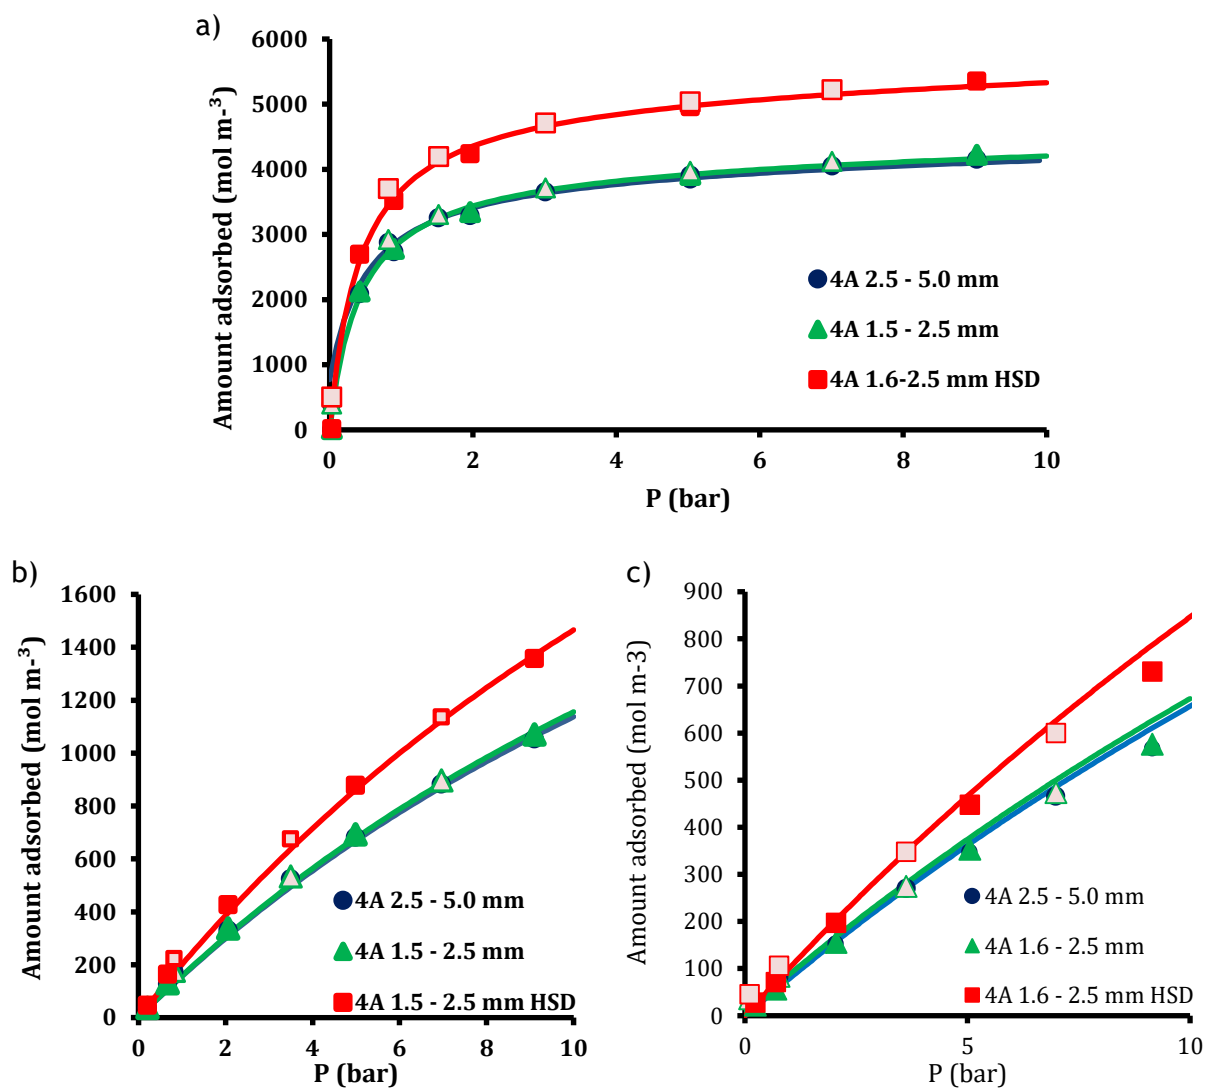 a)
Amount adsorbed (mol m-³)
6000
5000
4000
3000
2000
1000
0
0 2 4 6 8 10
P (bar)
4A 2.5 - 5.0 mm
4A 1.5 - 2.5 mm
4A 1.6-2.5 mm HSD
b)
Amount adsorbed (mol m-³)
1600
1400
1200
1000
800
600
400
200
0
0 2 4 6 8 10
P (bar)
4A 2.5 - 5.0 mm
4A 1.5 - 2.5 mm
4A 1.5 - 2.5 mm HSD
c)
Amount adsorbed (mol m-3)
900
800
700
600
500
400
300
200
100
0
0 5 10
P (bar)
4A 2.5 - 5.0 mm
4A 1.6 - 2.5 mm
4A 1.6 - 2.5 mm HSD